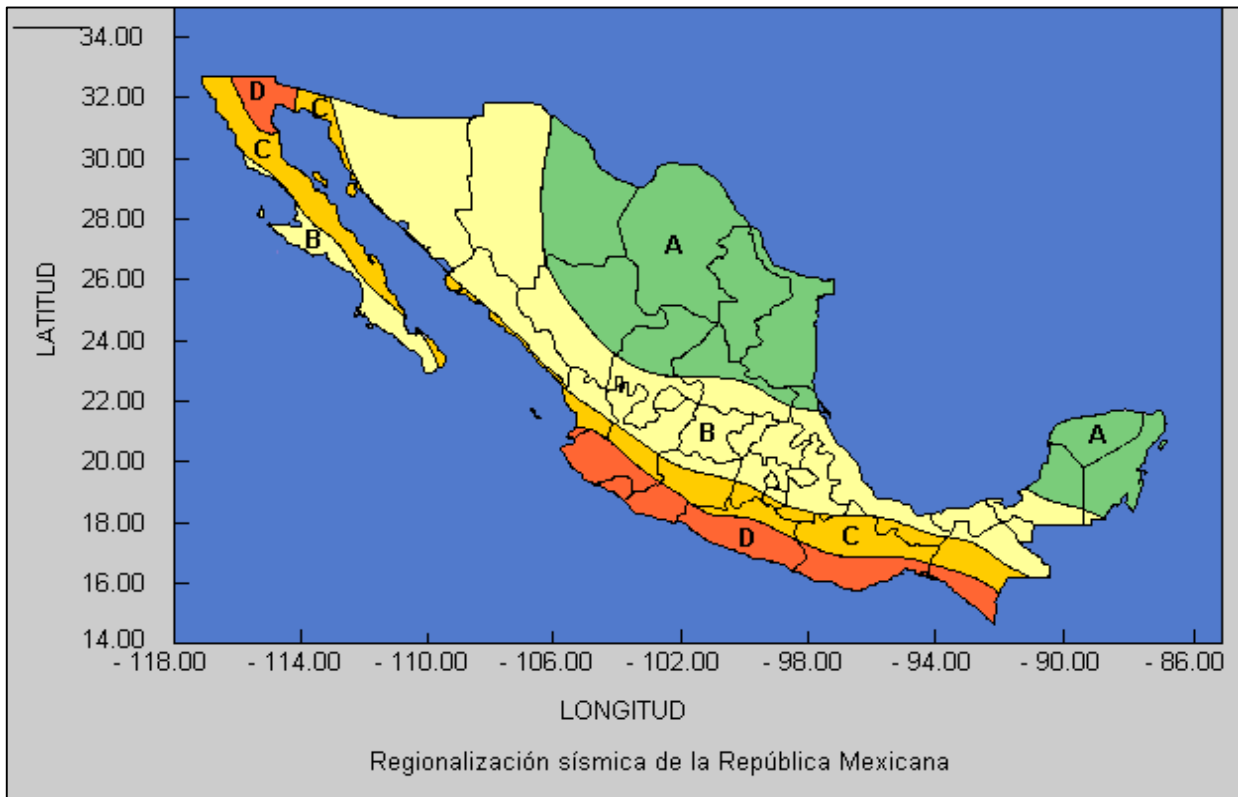 34.00
32.00
30.00
28.00
26.00
24.00
22.00
20.00
18.00
16.00
14.00
LATITUD
D
C
C
B
A
B
A
C
D
- 118.00 - 114.00 - 110.00 - 106.00 - 102.00 - 98.00 - 94.00 - 90.00 - 86.00
LONGITUD
Regionalización sísmica de la República Mexicana